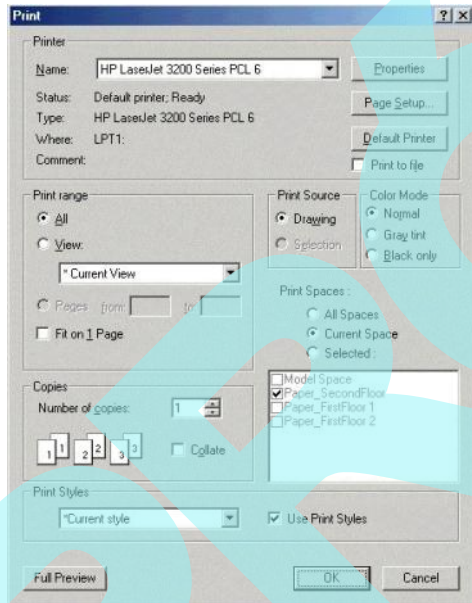 Print
Printer
Name: HP LaserJet 3200 Series PCL 6 Properties
Status: Default printer; Ready
Page Setup...
Type: HP LaserJet 3200 Series PCL 6
Where: LPT1: Default Printer
Comment: Print to file
Print range
All
View:
* Current View
Pages from: to:
Fit on 1 Page
Print Source
Drawing
Selection
Color Mode
Normal
Gray tint
Black only
Print Spaces :
All Spaces
Current Space
Selected :
Model Space
Paper_SecondFloor
Paper_FirstFloor 1
Paper_FirstFloor 2
Copies
Number of copies: 1
1 1 2 2 3 3 Collate
Print Styles
*Current style Use Print Styles
Full Preview OK Cancel